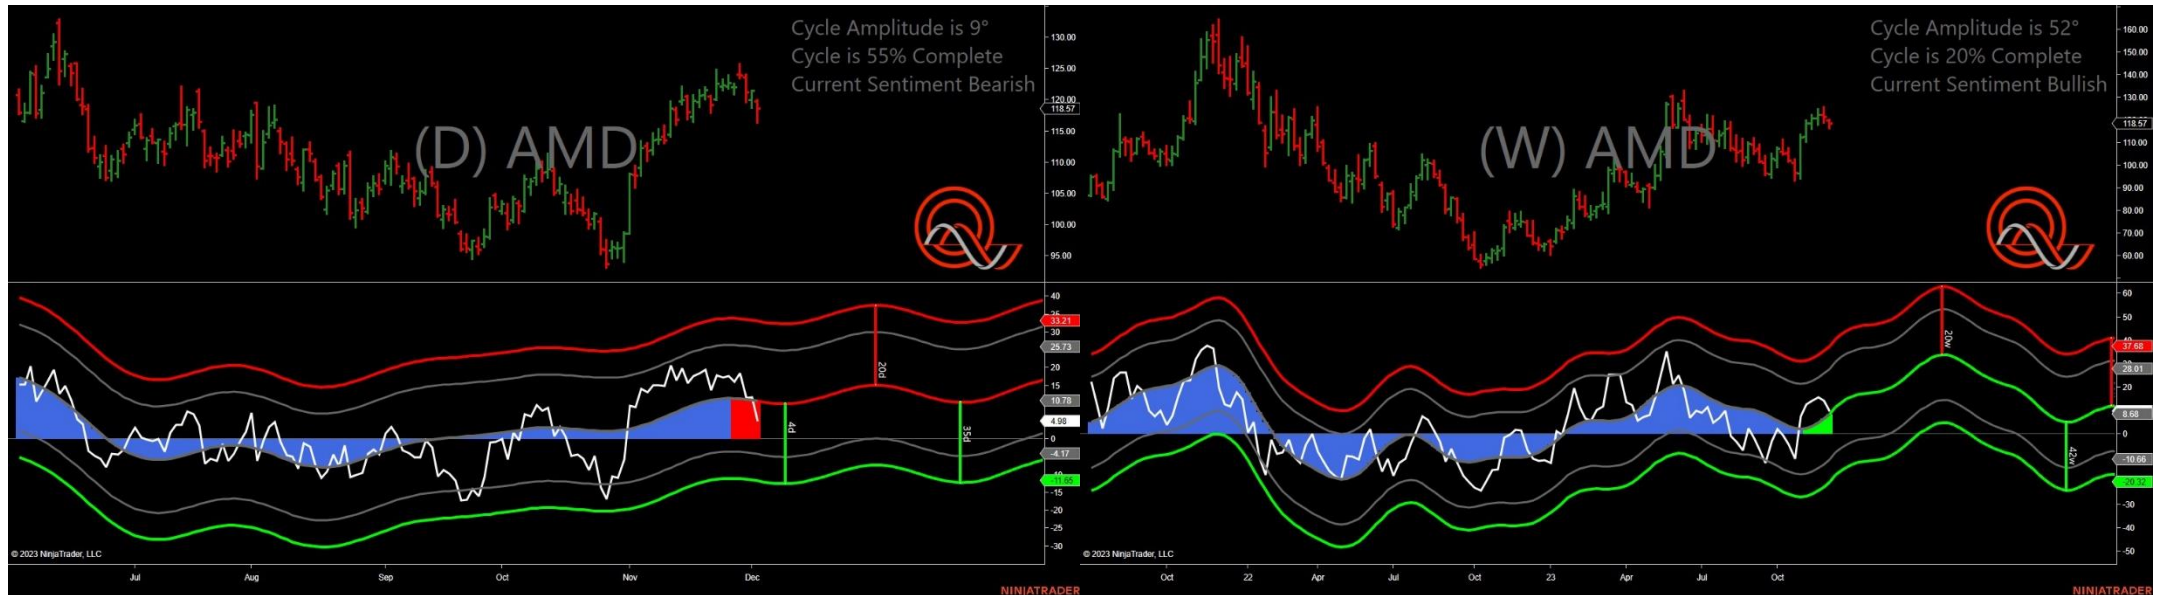 Cycle Amplitude is 9°
Cycle is 55% Complete
Current Sentiment Bearish
(D) AMD
130.00
125.00
120.00
118.57
115.00
110.00
105.00
100.00
95.00
40
35
33.21
30
25.73
20
15
10.78
4.98
0
-4.17
-10
-11.65
-15
-20
-25
-30
20d
4d
35d
© 2023 NinjaTrader, LLC
Jul
Aug
Sep
Oct
Nov
Dec
NINJATRADER
Cycle Amplitude is 52°
Cycle is 20% Complete
Current Sentiment Bullish
(W) AMD
160.00
150.00
140.00
130.00
118.57
110.00
100.00
90.00
80.00
70.00
60.00
60
50
40
37.68
28.01
20
8.68
0
-10.66
-20.32
-30
-40
-50
20w
42w
© 2023 NinjaTrader, LLC
Oct
22
Apr
Jul
Oct
23
Apr
Jul
Oct
NINJATRADER